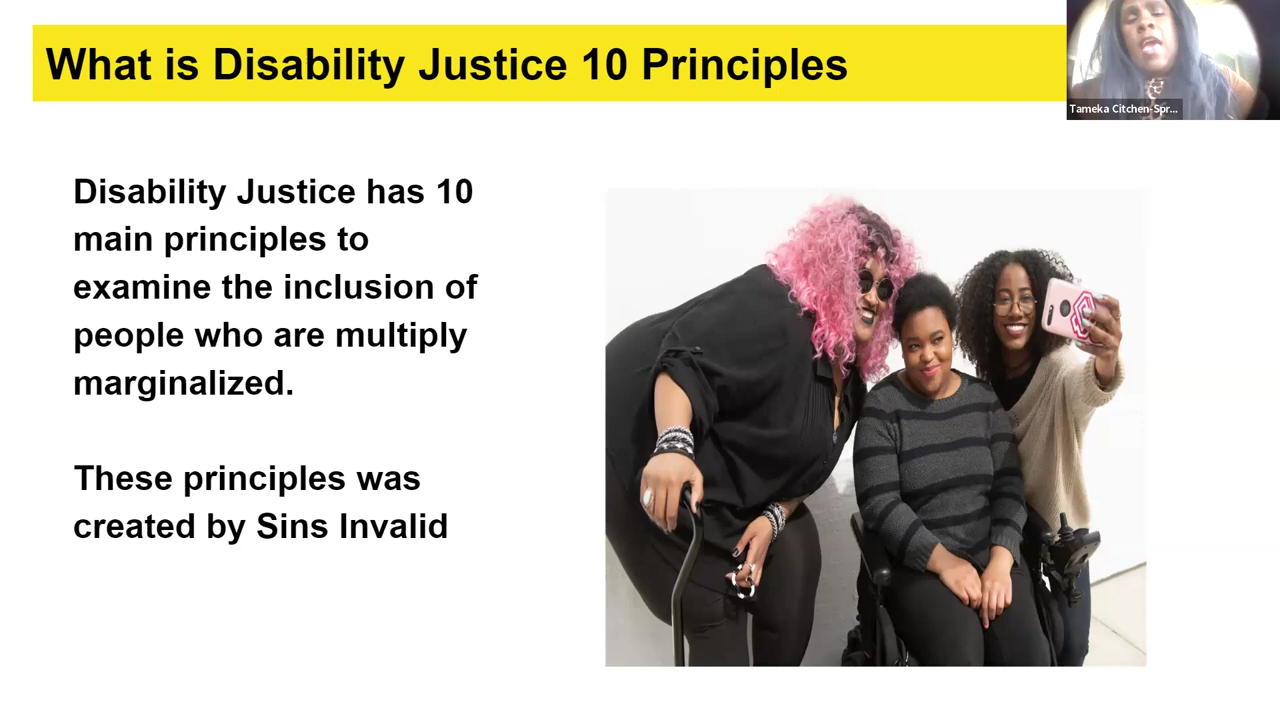 What is Disability Justice 10 Principles
Tameka Citchen-Spr...
Disability Justice has 10
main principles to
examine the inclusion of
people who are multiply
marginalized.
These principles was
created by Sins Invalid